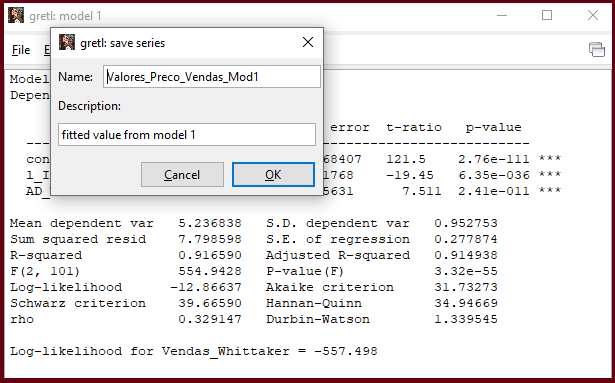 gretl: model 1
File E
gretl: save series
Name: Valores_Preco_Vendas_Mod1
Description:
fitted value from model 1
Cancel OK
Model
Depen
error t-ratio p-value
con 68407 121.5 2.76e-111 ***
l_I 1768 -19.45 6.35e-036 ***
AD_ 5631 7.511 2.41e-011 ***
Mean dependent var 5.236838 S.D. dependent var 0.952753
Sum squared resid 7.798598 S.E. of regression 0.277874
R-squared 0.916590 Adjusted R-squared 0.914938
F(2, 101) 554.9428 P-value(F) 3.32e-55
Log-likelihood -12.86637 Akaike criterion 31.73273
Schwarz criterion 39.66590 Hannan-Quinn 34.94669
rho 0.329147 Durbin-Watson 1.339545
Log-likelihood for Vendas_Whittaker = -557.498